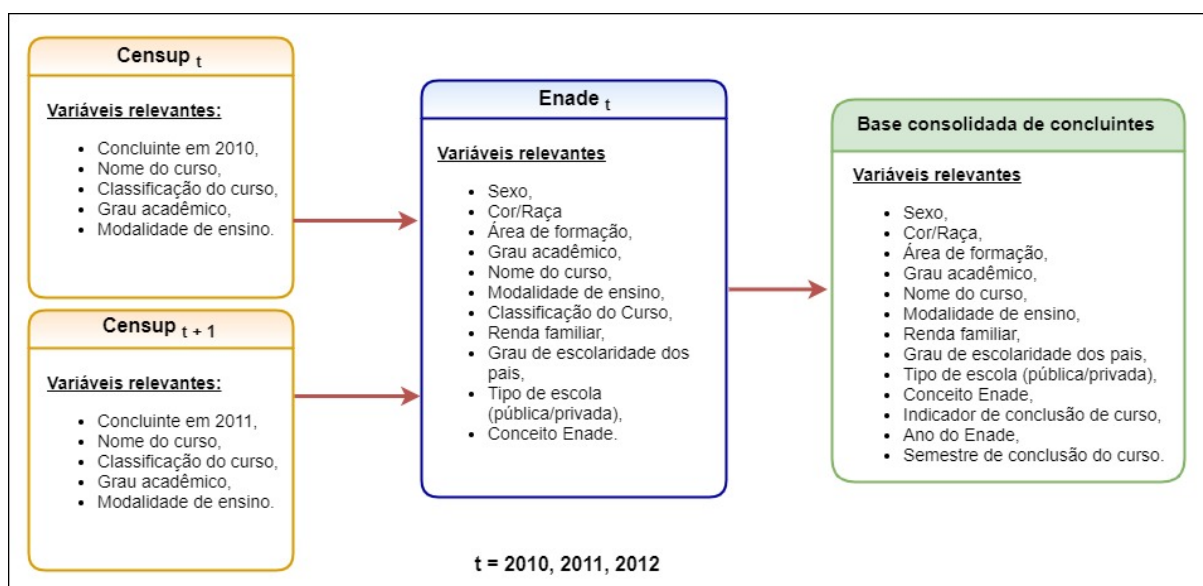 Censup t
Variáveis relevantes:
• Concluinte em 2010,
• Nome do curso,
• Classificação do curso,
• Grau acadêmico,
• Modalidade de ensino.
Censup t + 1
Variáveis relevantes:
• Concluinte em 2011,
• Nome do curso,
• Classificação do curso,
• Grau acadêmico,
• Modalidade de ensino.
Enade t
Variáveis relevantes
• Sexo,
• Cor/Raça
• Área de formação,
• Grau acadêmico,
• Nome do curso,
• Modalidade de ensino,
• Classificação do Curso,
• Renda familiar,
• Grau de escolaridade dos
pais,
• Tipo de escola
(pública/privada),
• Conceito Enade.
Base consolidada de concluintes
Variáveis relevantes
• Sexo,
• Cor/Raça,
• Área de formação,
• Grau acadêmico,
• Nome do curso,
• Modalidade de ensino,
• Renda familiar,
• Grau de escolaridade dos pais,
• Tipo de escola (pública/privada),
• Conceito Enade,
• Indicador de conclusão de curso,
• Ano do Enade,
• Semestre de conclusão do curso.
t = 2010, 2011, 2012